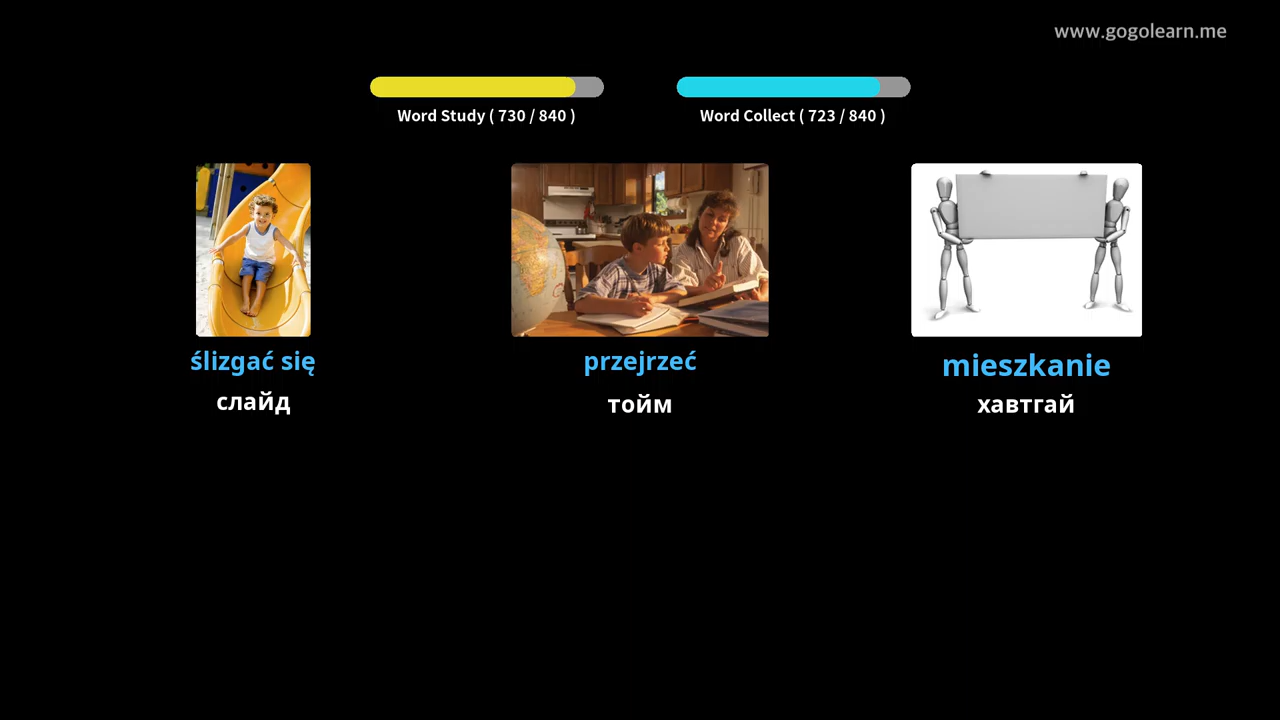 www.gogolearn.me
Word Study ( 730 / 840 )
Word Collect ( 723 / 840 )
ślizgać się
przejrzeć
mieszkanie
слайд
тойм
хавтгай